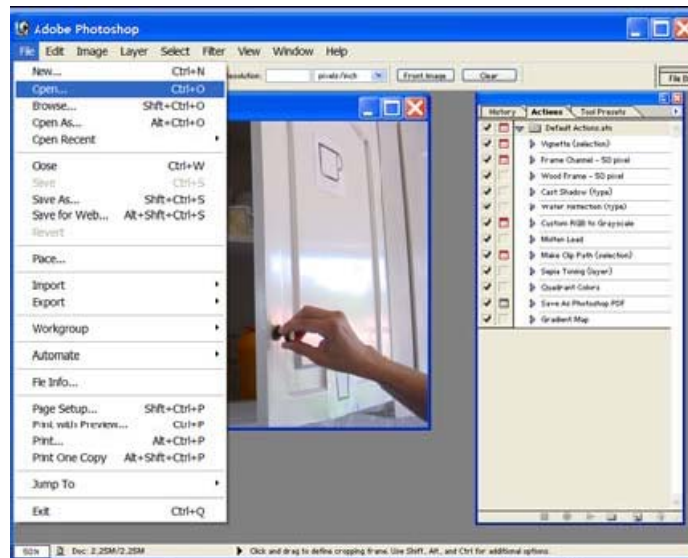 Adobe Photoshop
File Edit Image Layer Select Filter View Window Help
New... Ctrl+N
Open... Ctrl+O
Browse... Shft+Ctrl+O
Open As... Alt+Ctrl+O
Open Recent
Close Ctrl+W
Save Ctrl+S
Save As... Shft+Ctrl+S
Save for Web... Alt+Shft+Ctrl+S
Revert
Place...
Import
Export
Workgroup
Automate
File Info...
Page Setup... Shft+Ctrl+P
Print with Preview... Ctrl+P
Print... Alt+Ctrl+P
Print One Copy Alt+Shft+Ctrl+P
Jump To
Exit Ctrl+Q
pixels/inch Front Image Clear
History Actions Tool Presets
Default Actions.atn
Vignette (selection)
Frame Channel - 50 pixel
Wood Frame - 50 pixel
Cast Shadow (type)
Water Reflection (type)
Custom RGB to Grayscale
Molten Lead
Make Clip Path (selection)
Sepia Toning (layer)
Quadrant Colors
Save As Photoshop PDF
Gradient Map
50% Doc: 2.25M/2.25M Click and drag to define cropping frame. Use Shift, Alt, and Ctrl for additional options.